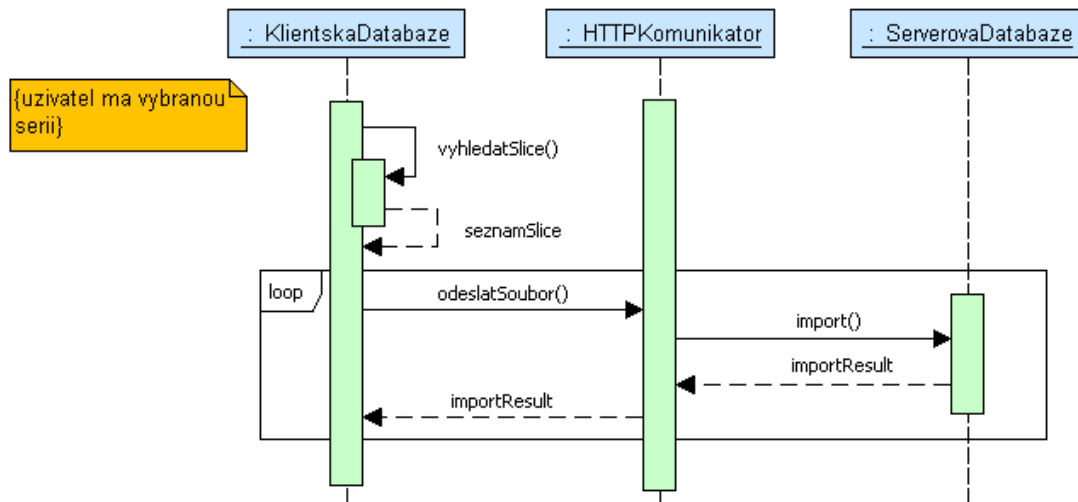 : KlientskaDatabaze
: HTTPKomunikator
: ServerovaDatabaze
{uzivatel ma vybranou
serii}
vyhledatSlice()
seznamSlice
loop
odeslatSoubor()
import()
importResult
importResult